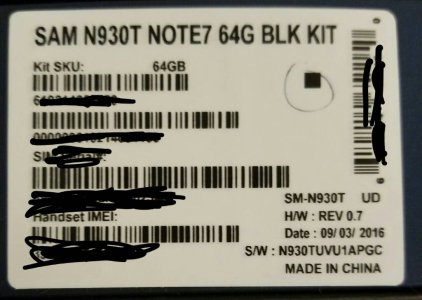 SAM N930T NOTE7 64G BLK KIT
Kit SKU: 64GB
Handset IMEI:
SM-N930T UD
H/W : REV 0.7
Date : 09/ 03/ 2016
S/W : N930TUVU1APGC
MADE IN CHINA